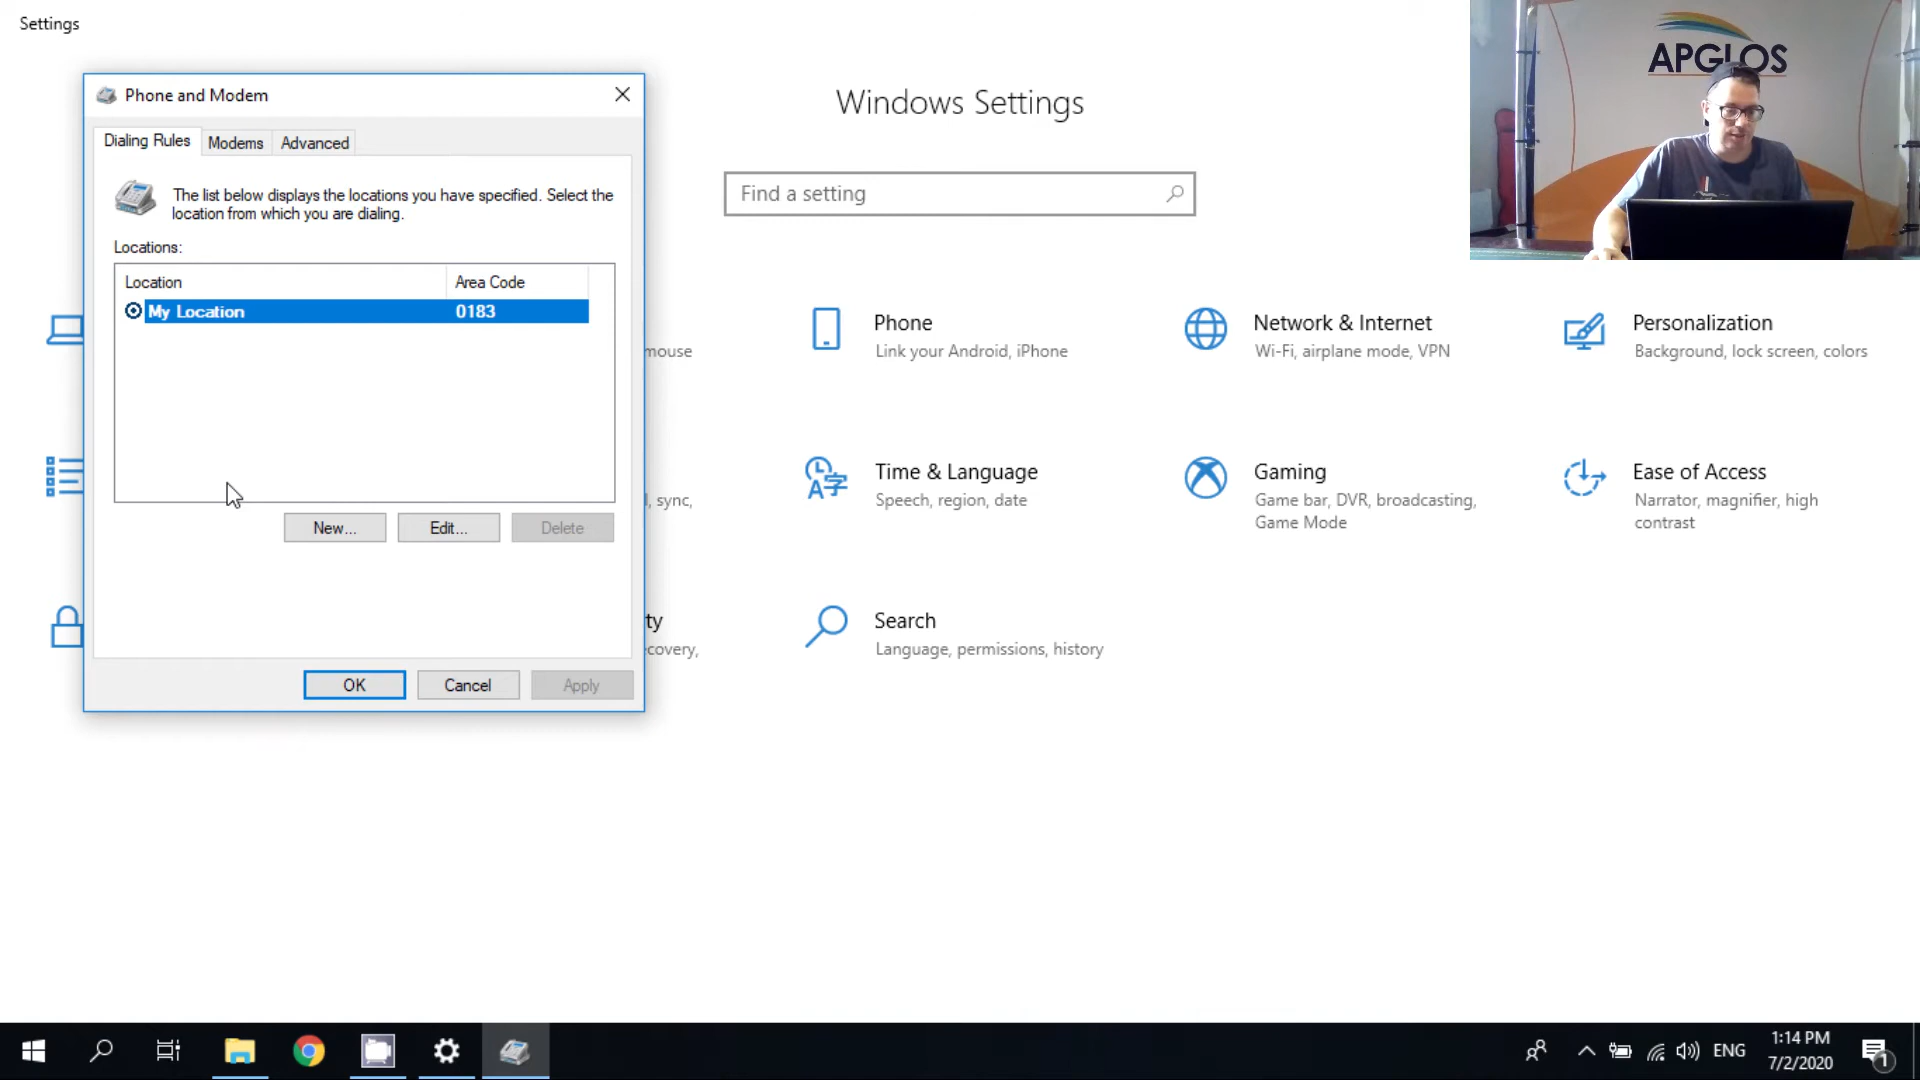 Settings
APGLOS
Phone and Modem
Dialing Rules
Modems
Advanced
The list below displays the locations you have specified. Select the
location from which you are dialing.
Locations:
Location
Area Code
My Location
0183
New...
Edit...
Delete
OK
Cancel
Apply
Windows Settings
Find a setting
mouse
Phone
Link your Android, iPhone
Network & Internet
Wi-Fi, airplane mode, VPN
Personalization
Background, lock screen, colors
, sync,
Time & Language
Speech, region, date
Gaming
Game bar, DVR, broadcasting,
Game Mode
Ease of Access
Narrator, magnifier, high
contrast
ty
covery,
Search
Language, permissions, history
ENG
1:14 PM
7/2/2020
1